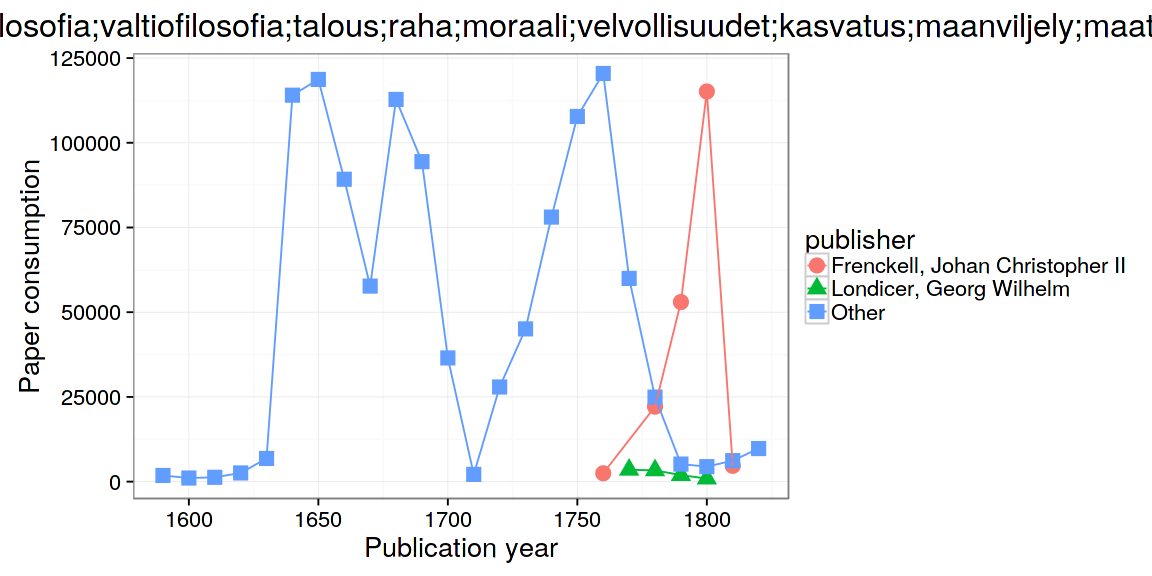 losofia;valtiofilosofia;talous;raha;moraali;velvollisuudet;kasvatus;maanviljely;maat
125000
100000
75000
50000
25000
0
Paper consumption
1600 1650 1700 1750 1800
Publication year
publisher
Frenckell, Johan Christopher II
Londicer, Georg Wilhelm
Other